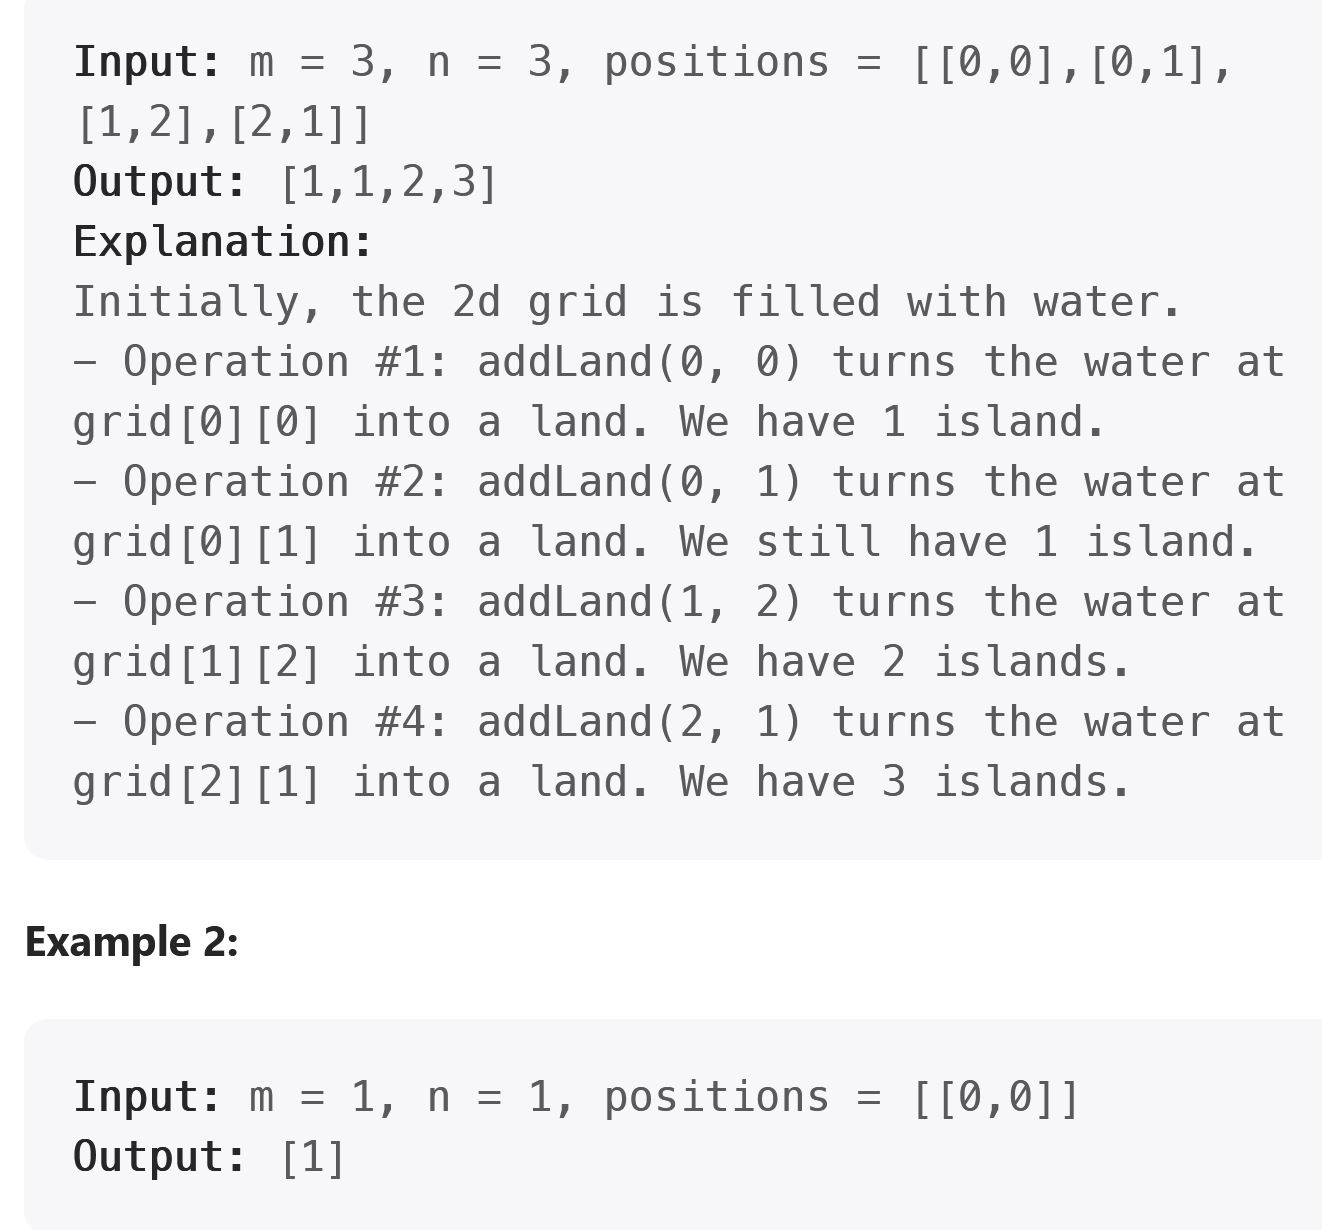 Input: m = 3, n = 3, positions = [[0,0],[0,1],
[1,2],[2,1]]
Output: [1,1,2,3]
Explanation:
Initially, the 2d grid is filled with water.
– Operation #1: addLand(0, 0) turns the water at
grid[0][0] into a land. We have 1 island.
– Operation #2: addLand(0, 1) turns the water at
grid[0][1] into a land. We still have 1 island.
– Operation #3: addLand(1, 2) turns the water at
grid[1][2] into a land. We have 2 islands.
– Operation #4: addLand(2, 1) turns the water at
grid[2][1] into a land. We have 3 islands.
Example 2:
Input: m = 1, n = 1, positions = [[0,0]]
Output: [1]